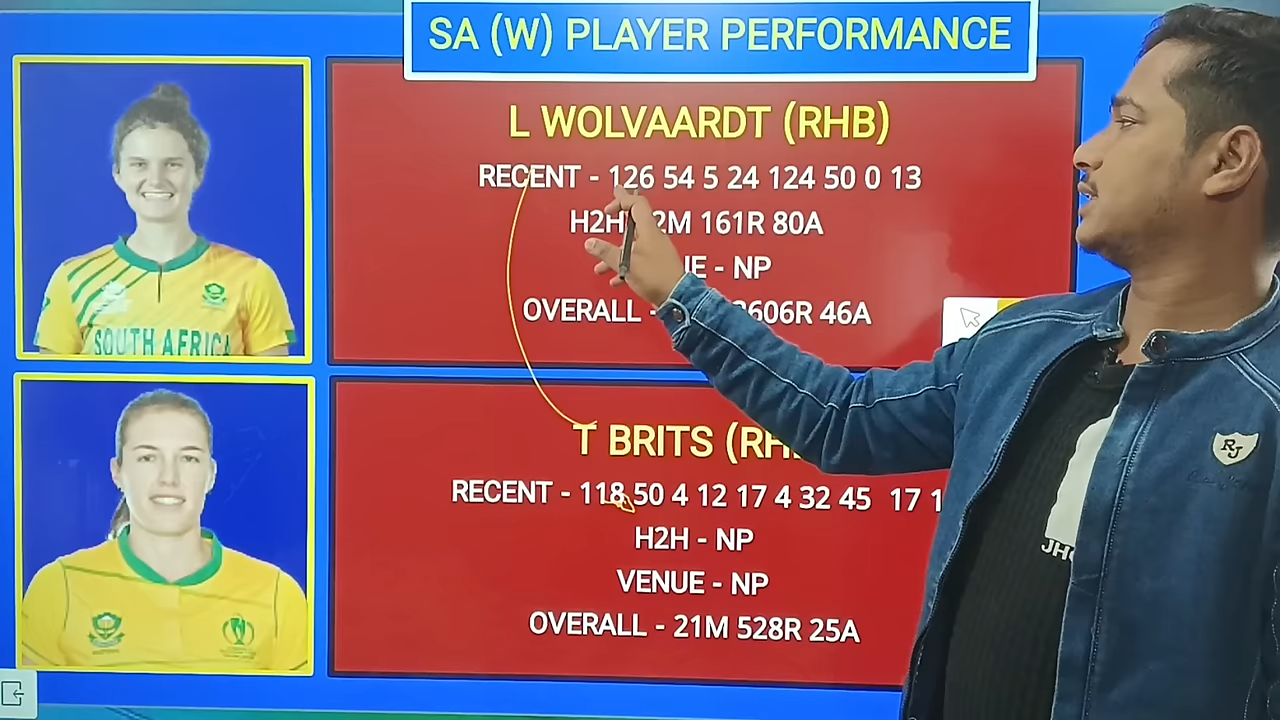 SA (W) PLAYER PERFORMANCE
L WOLVAARDT (RHB)
RECENT - 126 54 5 24 124 50 0 13
H2H 2M 161R 80A
- NP
OVERALL - 606R 46A
SOUTH AFRICA
T BRITS
RECENT - 118 50 4 12 17 4 32 45 17
H2H - NP
VENUE - NP
OVERALL - 21M 528R 25A
RJ